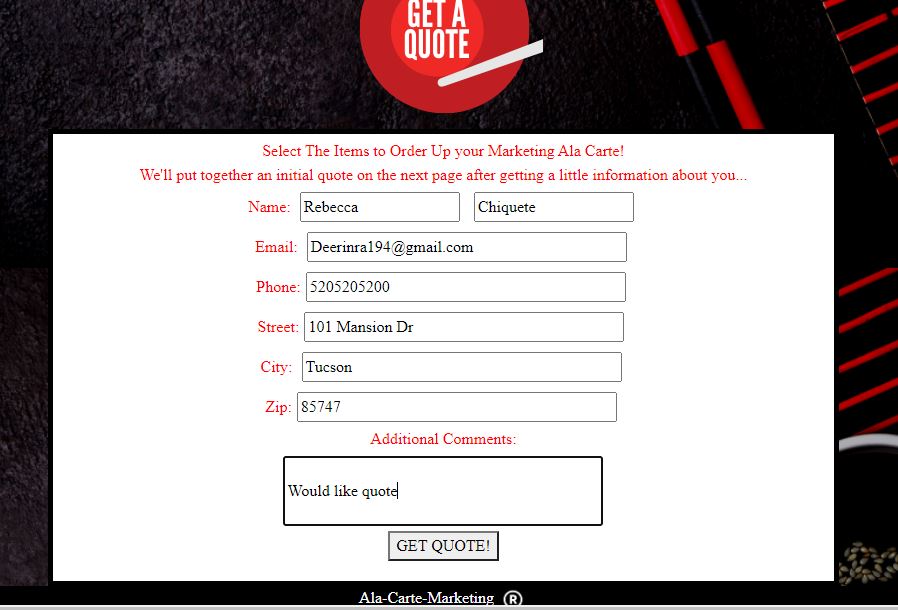 GET A
QUOTE
Select The Items to Order Up your Marketing Ala Carte!
We'll put together an initial quote on the next page after getting a little information about you...
Name: Rebecca Chiquete
Email: Deerinra194@gmail.com
Phone: 5205205200
Street: 101 Mansion Dr
City: Tucson
Zip: 85747
Additional Comments:
Would like quote
GET QUOTE!
Ala-Carte-Marketing ®